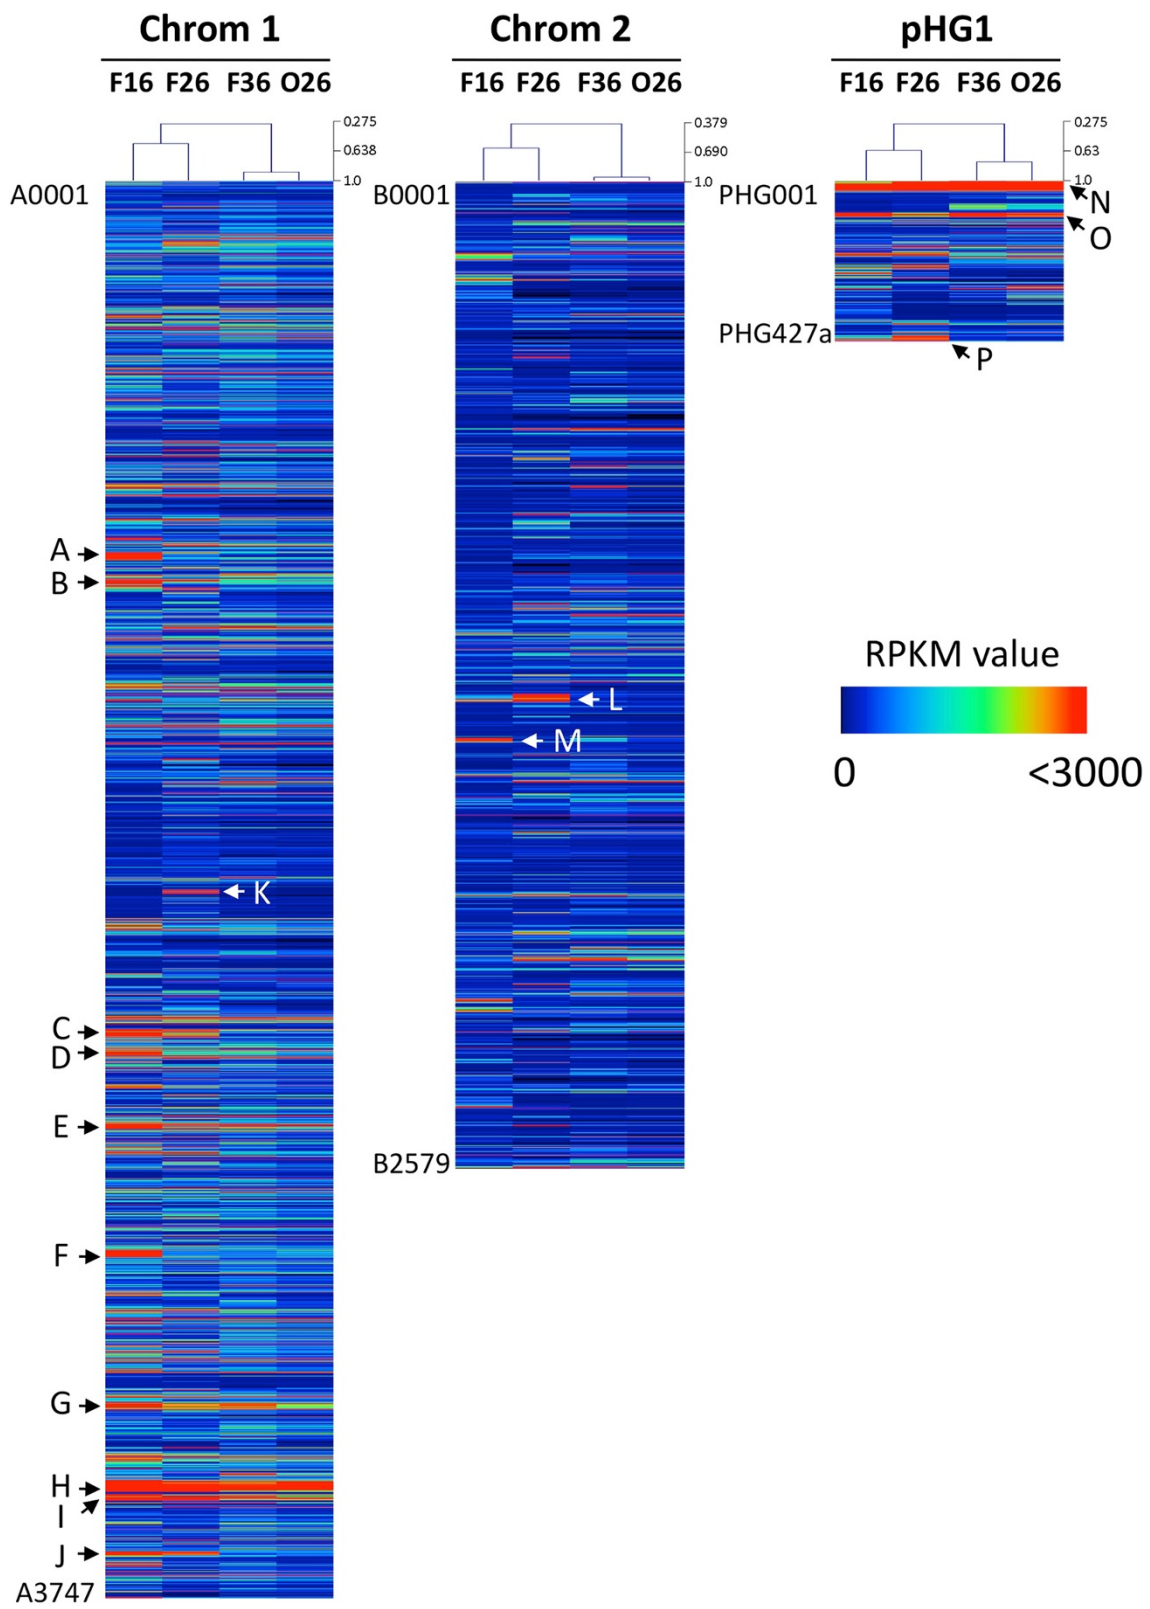 Chrom 1 Chrom 2 pHG1
F16 F26 F36 O26 F16 F26 F36 O26 F16 F26 F36 O26
0.275 0.379 0.275
0.638 0.690 0.63
1.0 1.0 1.0
A0001 B0001 PHG001
N
O
PHG427a
P
A
B
RPKM value
L
M
0 <3000
K
C
D
E
B2579
F
G
H
I
J
A3747